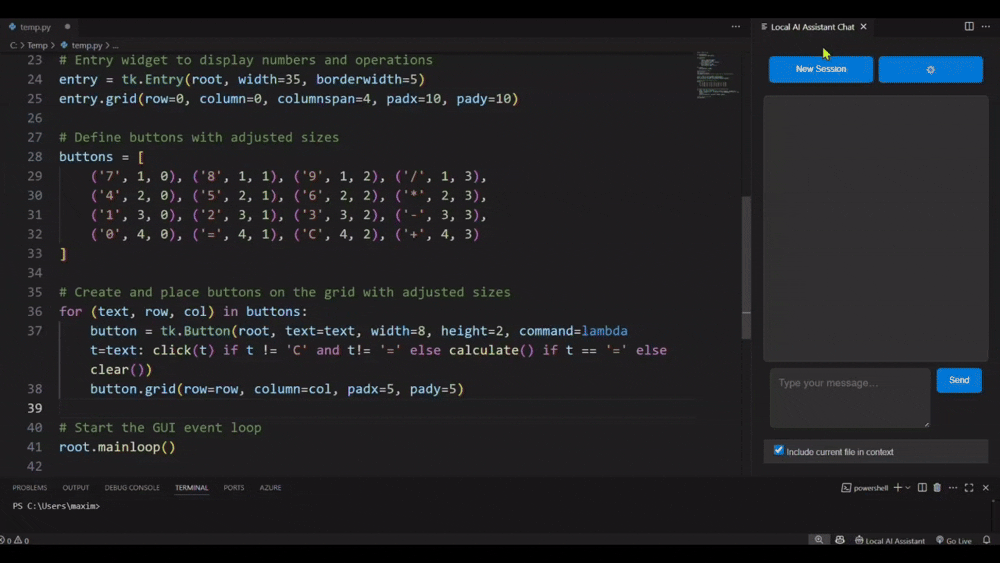 temp.py
Local AI Assistant Chat
C: > Temp > temp.py > ...
23 # Entry widget to display numbers and operations
24 entry = tk.Entry(root, width=35, borderwidth=5)
25 entry.grid(row=0, column=0, columnspan=4, padx=10, pady=10)
26
27 # Define buttons with adjusted sizes
28 buttons = [
29 ('7', 1, 0), ('8', 1, 1), ('9', 1, 2), ('/', 1, 3),
30 ('4', 2, 0), ('5', 2, 1), ('6', 2, 2), ('*', 2, 3),
31 ('1', 3, 0), ('2', 3, 1), ('3', 3, 2), ('-', 3, 3),
32 ('0', 4, 0), ('=', 4, 1), ('C', 4, 2), ('+', 4, 3)
33 ]
34
35 # Create and place buttons on the grid with adjusted sizes
36 for (text, row, col) in buttons:
37 button = tk.Button(root, text=text, width=8, height=2, command=lambda
t=text: click(t) if t != 'C' and t!= '=' else calculate() if t == '=' else
clear())
38 button.grid(row=row, column=col, padx=5, pady=5)
39
40 # Start the GUI event loop
41 root.mainloop()
42
New Session
Type your message...
Send
Include current file in context
PROBLEMS OUTPUT DEBUG CONSOLE TERMINAL PORTS AZURE
powershell
PS C:\Users\maxim>
0 0
Local AI Assistant
Go Live